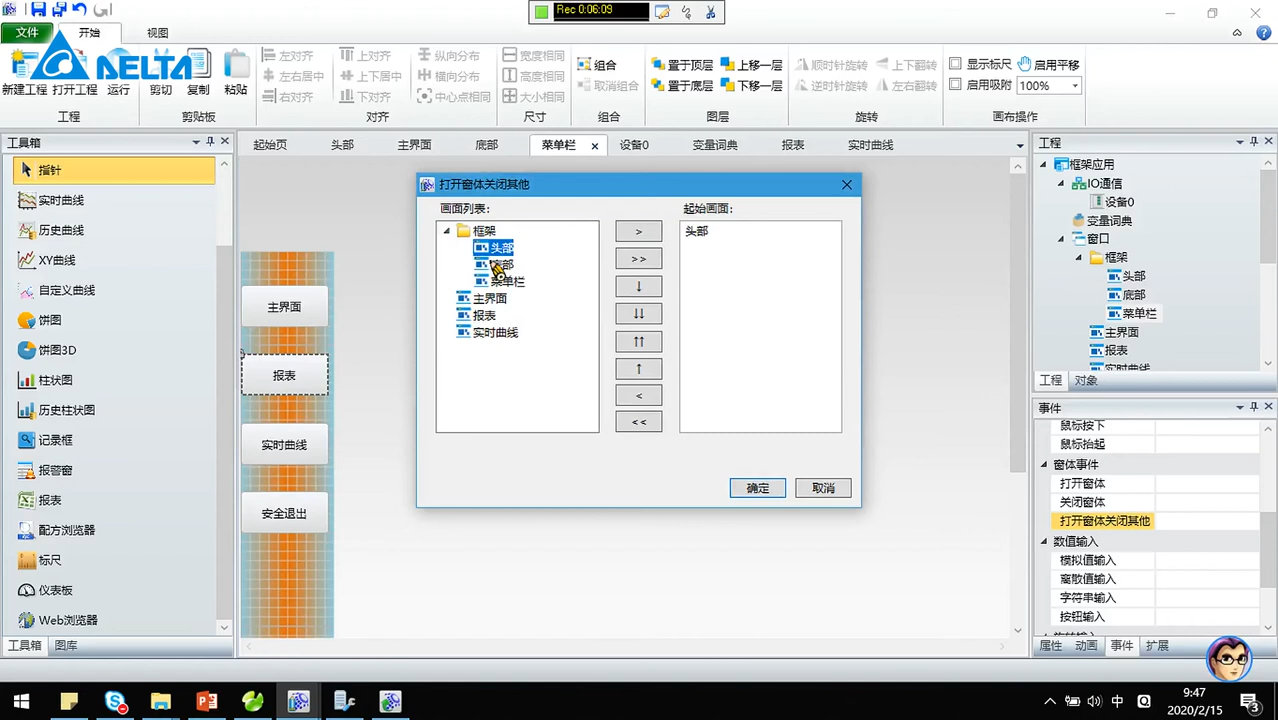 Rec 0:06:09
文件
开始
视图
DELTA
新建工程
打开工程
运行
剪切
复制
粘贴
左对齐
左右居中
右对齐
上对齐
上下居中
下对齐
纵向分布
横向分布
中心点相同
宽度相同
高度相同
大小相同
组合
取消组合
置于顶层
置于底层
上移一层
下移一层
顺时针旋转
逆时针旋转
上下翻转
左右翻转
显示标尺
启用平移
启用吸附
100%
工程
剪贴板
对齐
尺寸
组合
图层
旋转
画布操作
工具箱
指针
实时曲线
历史曲线
XY曲线
自定义曲线
饼图
饼图3D
柱状图
历史柱状图
记录框
报警窗
报表
配方浏览器
标尺
仪表板
Web浏览器
工具箱
图库
起始页
头部
主界面
底部
菜单栏
设备0
变量词典
报表
实时曲线
主界面
报表
实时曲线
安全退出
打开窗体关闭其他
画面列表:
框架
头部
底部
菜单栏
主界面
报表
实时曲线
>
>>
↓
↓↓
↑↑
↑
<
<<
起始画面:
头部
确定
取消
工程
框架应用
IO通信
设备0
变量词典
窗口
框架
头部
底部
菜单栏
主界面
报表
实时曲线
工程
对象
事件
鼠标按下
鼠标抬起
窗体事件
打开窗体
关闭窗体
打开窗体关闭其他
数值输入
模拟值输入
离散值输入
字符串输入
按钮输入
属性
动画
事件
扩展
中
9:47
2020/2/15
3